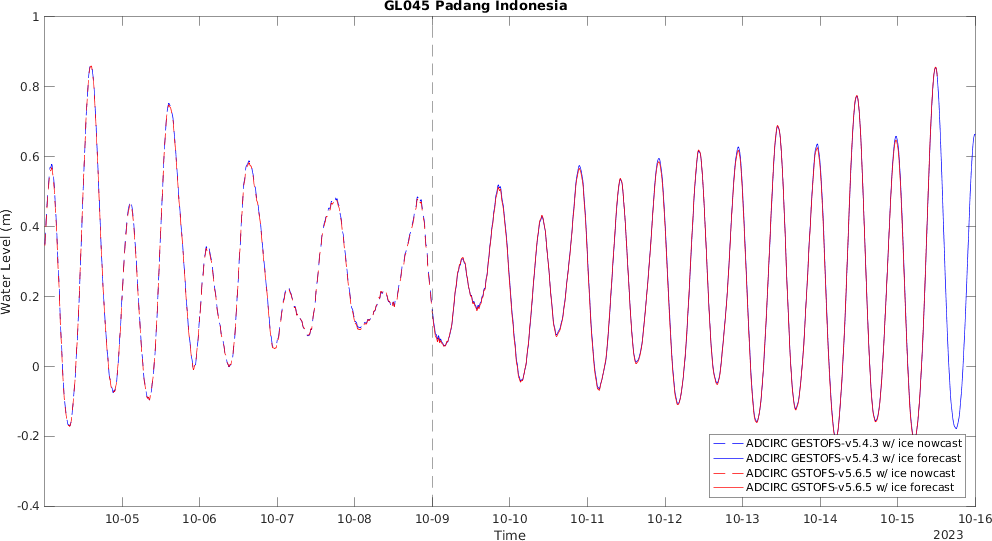 GL045 Padang Indonesia
1
0.8
0.6
0.4
0.2
0
-0.2
-0.4
Water Level (m)
10-05 10-06 10-07 10-08 10-09 10-10 10-11 10-12 10-13 10-14 10-15 10-16
Time
2023
ADCIRC GESTOFS-v5.4.3 w/ ice nowcast
ADCIRC GESTOFS-v5.4.3 w/ ice forecast
ADCIRC GSTOFS-v5.6.5 w/ ice nowcast
ADCIRC GSTOFS-v5.6.5 w/ ice forecast